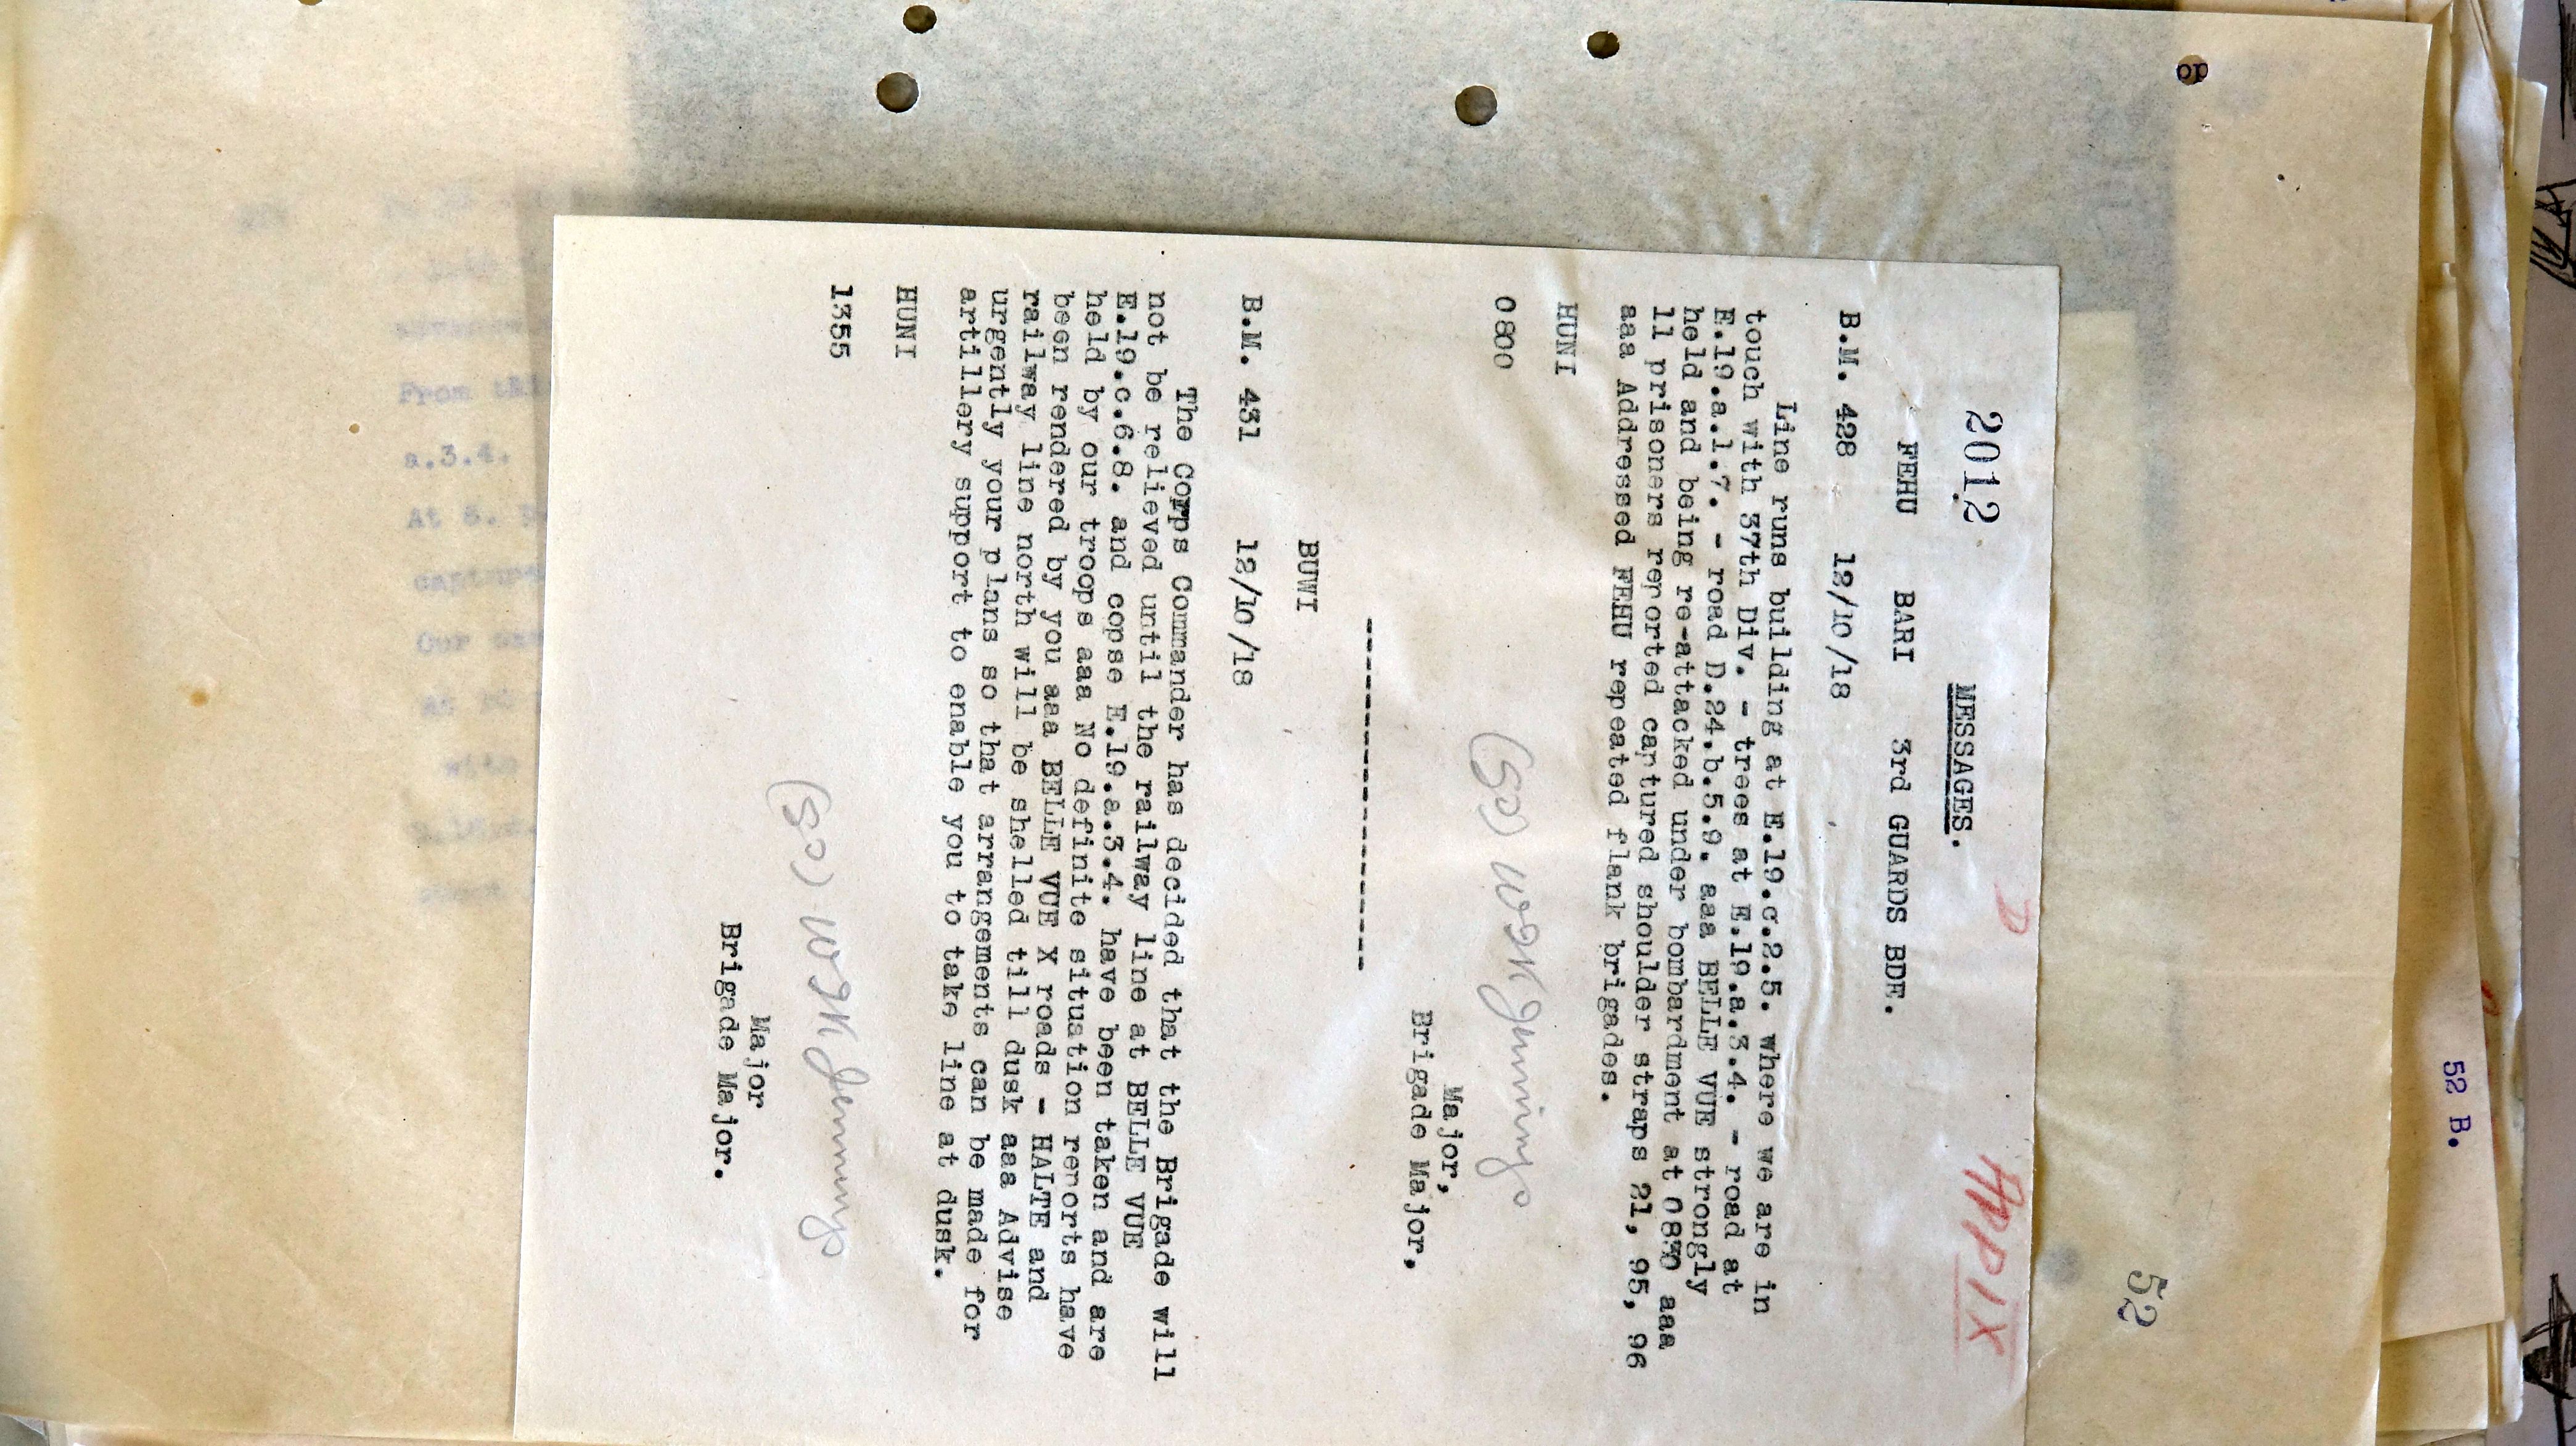 52
52 B.
op
APP IX
MESSAGES.
2012
FEHU BARI 3rd GUARDS BDE.
B.M. 428 12/10/18
Line runs building at E.19.c.2.5. where we are in
touch with 37th Div. - trees at E.19.a.3.4. - road at
E.19.a.1.7. - road D.24.b.5.9. aaa BELLE VUE strongly
held and being re-attacked under bombardment at 0830 aaa
11 prisoners reported captured shoulder straps 21, 95, 96
aaa Addressed FEHU repeated flank brigades.
HUNI
0800
Major,
Brigade Major.
BUWI
B.M. 431 12/10/18
The Corps Commander has decided that the Brigade will
not be relieved until the railway line at BELLE VUE
E.19.c.6.8. and copse E.19.a.3.4. have been taken and are
held by our troops aaa No definite situation reports have
been rendered by you aaa BELLE VUE X roads - HALTE and
railway line north will be shelled till dusk aaa Advise
urgently your plans so that arrangements can be made for
artillery support to enable you to take line at dusk.
HUNI
1355
Major
Brigade Major.
From
a.3.4.